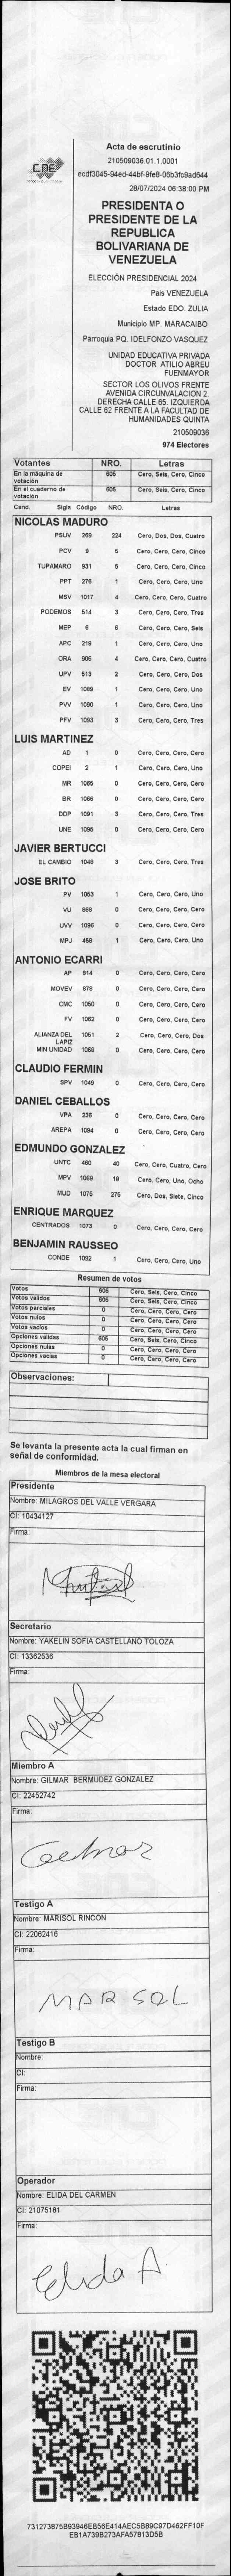 CNE
Acta de escrutinio
210509036.01.1.0001
ecdf3045-94ed-44bf-9fe8-06b3fc9ad644
28/07/2024 06:38:00 PM
PRESIDENTA O
PRESIDENTE DE LA
REPUBLICA
BOLIVARIANA DE
VENEZUELA
ELECCIÓN PRESIDENCIAL 2024
Pais VENEZUELA
Estado EDO. ZULIA
Municipio MP. MARACAIBO
Parroquia PQ. IDELFONZO VASQUEZ
UNIDAD EDUCATIVA PRIVADA
DOCTOR ATILIO ABREU
FUENMAYOR
SECTOR LOS OLIVOS FRENTE
AVENIDA CIRCUNVALACION 2.
DERECHA CALLE 65. IZQUIERDA
CALLE 62 FRENTE A LA FACULTAD DE
HUMANIDADES QUINTA
210509036
974 Electores
Votantes NRO. Letras
En la máquina de votación 605 Cero, Seis, Cero, Cinco
En el cuaderno de votación 605 Cero, Seis, Cero, Cinco
Cand. Sigla Código NRO. Letras
NICOLAS MADURO
PSUV 269 224 Cero, Dos, Dos, Cuatro
PCV 9 5 Cero, Cero, Cero, Cinco
TUPAMARO 931 5 Cero, Cero, Cero, Cinco
PPT 276 1 Cero, Cero, Cero, Uno
MSV 1017 4 Cero, Cero, Cero, Cuatro
PODEMOS 514 3 Cero, Cero, Cero, Tres
MEP 6 6 Cero, Cero, Cero, Seis
APC 219 1 Cero, Cero, Cero, Uno
ORA 906 4 Cero, Cero, Cero, Cuatro
UPV 513 2 Cero, Cero, Cero, Dos
EV 1089 1 Cero, Cero, Cero, Uno
PVV 1090 1 Cero, Cero, Cero, Uno
PFV 1093 3 Cero, Cero, Cero, Tres
LUIS MARTINEZ
AD 1 0 Cero, Cero, Cero, Cero
COPEI 2 1 Cero, Cero, Cero, Uno
MR 1065 0 Cero, Cero, Cero, Cero
BR 1066 0 Cero, Cero, Cero, Cero
DDP 1091 3 Cero, Cero, Cero, Tres
UNE 1095 0 Cero, Cero, Cero, Cero
JAVIER BERTUCCI
EL CAMBIO 1049 3 Cero, Cero, Cero, Tres
JOSE BRITO
PV 1053 1 Cero, Cero, Cero, Uno
VU 868 0 Cero, Cero, Cero, Cero
UVV 1096 0 Cero, Cero, Cero, Cero
MPJ 458 1 Cero, Cero, Cero, Uno
ANTONIO ECARRI
AP 814 0 Cero, Cero, Cero, Cero
MOVEV 878 0 Cero, Cero, Cero, Cero
CMC 1050 0 Cero, Cero, Cero, Cero
FV 1062 0 Cero, Cero, Cero, Cero
ALIANZA DEL LAPIZ 1051 2 Cero, Cero, Cero, Dos
MIN UNIDAD 1068 0 Cero, Cero, Cero, Cero
CLAUDIO FERMIN
SPV 1049 0 Cero, Cero, Cero, Cero
DANIEL CEBALLOS
VPA 236 0 Cero, Cero, Cero, Cero
AREPA 1094 0 Cero, Cero, Cero, Cero
EDMUNDO GONZALEZ
UNTC 460 40 Cero, Cero, Cuatro, Cero
MPV 1069 18 Cero, Cero, Uno, Ocho
MUD 1075 275 Cero, Dos, Siete, Cinco
ENRIQUE MARQUEZ
CENTRADOS 1073 0 Cero, Cero, Cero, Cero
BENJAMIN RAUSSEO
CONDE 1092 1 Cero, Cero, Cero, Uno
Resumen de votos
Votos 605 Cero, Seis, Cero, Cinco
Votos validos 605 Cero, Seis, Cero, Cinco
Votos parciales 0 Cero, Cero, Cero, Cero
Votos nulos 0 Cero, Cero, Cero, Cero
Votos vacios 0 Cero, Cero, Cero, Cero
Opciones validas 605 Cero, Seis, Cero, Cinco
Opciones nulas 0 Cero, Cero, Cero, Cero
Opciones vacias 0 Cero, Cero, Cero, Cero
Observaciones:
Se levanta la presente acta la cual firman en
señal de conformidad.
Miembros de la mesa electoral
Presidente
Nombre: MILAGROS DEL VALLE VERGARA
CI: 10434127
Firma:
Secretario
Nombre: YAKELIN SOFIA CASTELLANO TOLOZA
CI: 13362536
Firma:
Miembro A
Nombre: GILMAR BERMUDEZ GONZALEZ
CI: 22452742
Firma:
Testigo A
Nombre: MARISOL RINCON
CI: 22062416
Firma:
MARSOL
Testigo B
Nombre:
CI:
Firma:
Operador
Nombre: ELIDA DEL CARMEN
CI: 21075181
Firma:
Elida A.
731273875B93946EB56E414AEC5B89C97D462FF10F
EB1A739B273AFA57813D5B